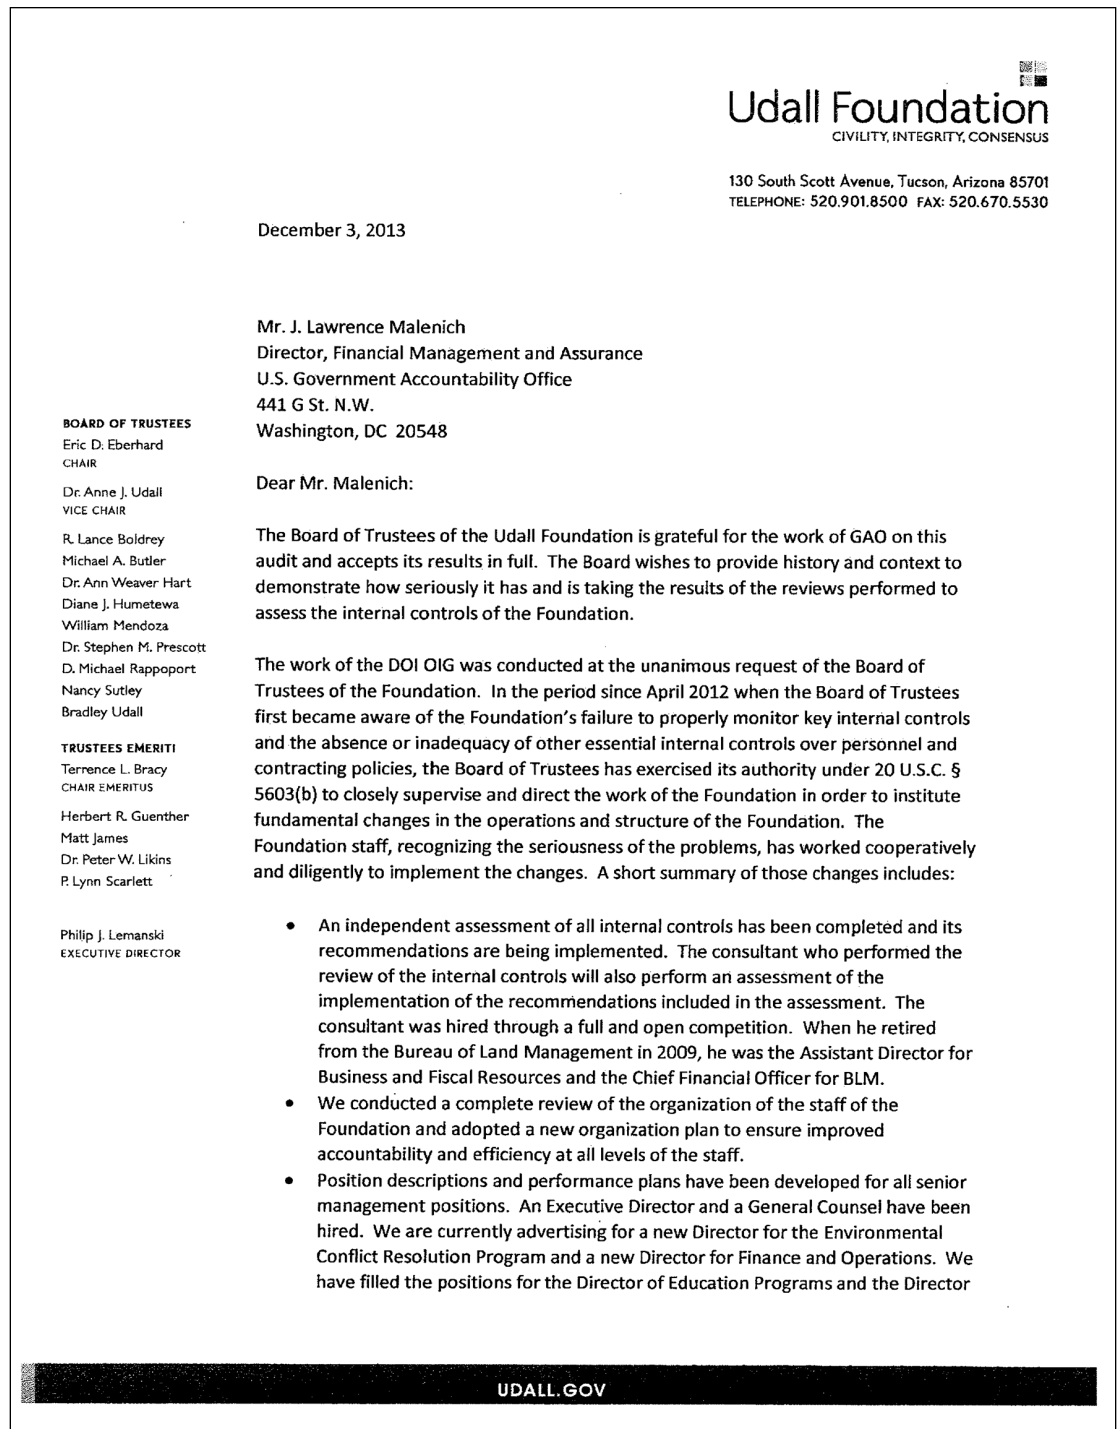 Udall Foundation
CIVILITY, INTEGRITY, CONSENSUS
130 South Scott Avenue, Tucson, Arizona 85701
TELEPHONE: 520.901.8500 FAX: 520.670.5530
December 3, 2013
Mr. J. Lawrence Malenich
Director, Financial Management and Assurance
U.S. Government Accountability Office
441 G St. N.W.
Washington, DC 20548
BOARD OF TRUSTEES
Eric D. Eberhard
CHAIR
Dr. Anne J. Udall
VICE CHAIR
R. Lance Boldrey
Michael A. Butler
Dr. Ann Weaver Hart
Diane J. Humetewa
William Mendoza
Dr. Stephen M. Prescott
D. Michael Rappoport
Nancy Sutley
Bradley Udall
TRUSTEES EMERITI
Terrence L. Bracy
CHAIR EMERITUS
Herbert R. Guenther
Matt James
Dr. Peter W. Likins
P. Lynn Scarlett
Philip J. Lemanski
EXECUTIVE DIRECTOR
Dear Mr. Malenich:
The Board of Trustees of the Udall Foundation is grateful for the work of GAO on this
audit and accepts its results in full. The Board wishes to provide history and context to
demonstrate how seriously it has and is taking the results of the reviews performed to
assess the internal controls of the Foundation.
The work of the DOI OIG was conducted at the unanimous request of the Board of
Trustees of the Foundation. In the period since April 2012 when the Board of Trustees
first became aware of the Foundation's failure to properly monitor key internal controls
and the absence or inadequacy of other essential internal controls over personnel and
contracting policies, the Board of Trustees has exercised its authority under 20 U.S.C. §
5603(b) to closely supervise and direct the work of the Foundation in order to institute
fundamental changes in the operations and structure of the Foundation. The
Foundation staff, recognizing the seriousness of the problems, has worked cooperatively
and diligently to implement the changes. A short summary of those changes includes:
• An independent assessment of all internal controls has been completed and its
recommendations are being implemented. The consultant who performed the
review of the internal controls will also perform an assessment of the
implementation of the recommendations included in the assessment. The
consultant was hired through a full and open competition. When he retired
from the Bureau of Land Management in 2009, he was the Assistant Director for
Business and Fiscal Resources and the Chief Financial Officer for BLM.
• We conducted a complete review of the organization of the staff of the
Foundation and adopted a new organization plan to ensure improved
accountability and efficiency at all levels of the staff.
• Position descriptions and performance plans have been developed for all senior
management positions. An Executive Director and a General Counsel have been
hired. We are currently advertising for a new Director for the Environmental
Conflict Resolution Program and a new Director for Finance and Operations. We
have filled the positions for the Director of Education Programs and the Director
UDALL.GOV